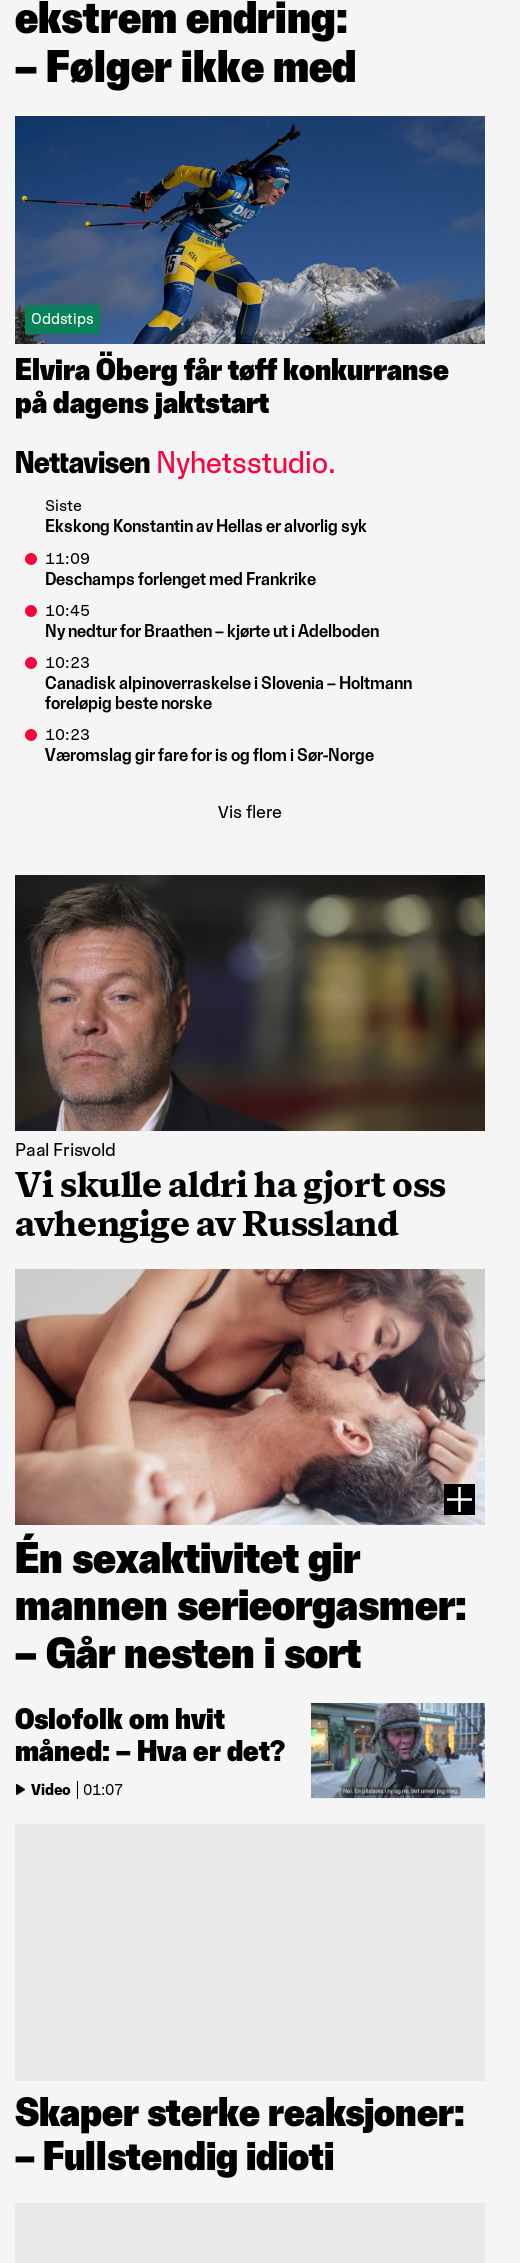 ekstrem endring:
– Følger ikke med
Oddstips
Elvira Öberg får tøff konkurranse
på dagens jaktstart
Nettavisen Nyhetsstudio.
Siste
Ekskong Konstantin av Hellas er alvorlig syk
11:09
Deschamps forlenget med Frankrike
10:45
Ny nedtur for Braathen – kjørte ut i Adelboden
10:23
Canadisk alpinoverraskelse i Slovenia – Holtmann
foreløpig beste norske
10:23
Væromslag gir fare for is og flom i Sør-Norge
Vis flere
Paal Frisvold
Vi skulle aldri ha gjort oss
avhengige av Russland
Én sexaktivitet gir
mannen serieorgasmer:
– Går nesten i sort
Oslofolk om hvit
måned: – Hva er det?
Video 01:07
Skaper sterke reaksjoner:
– Fullstendig idioti